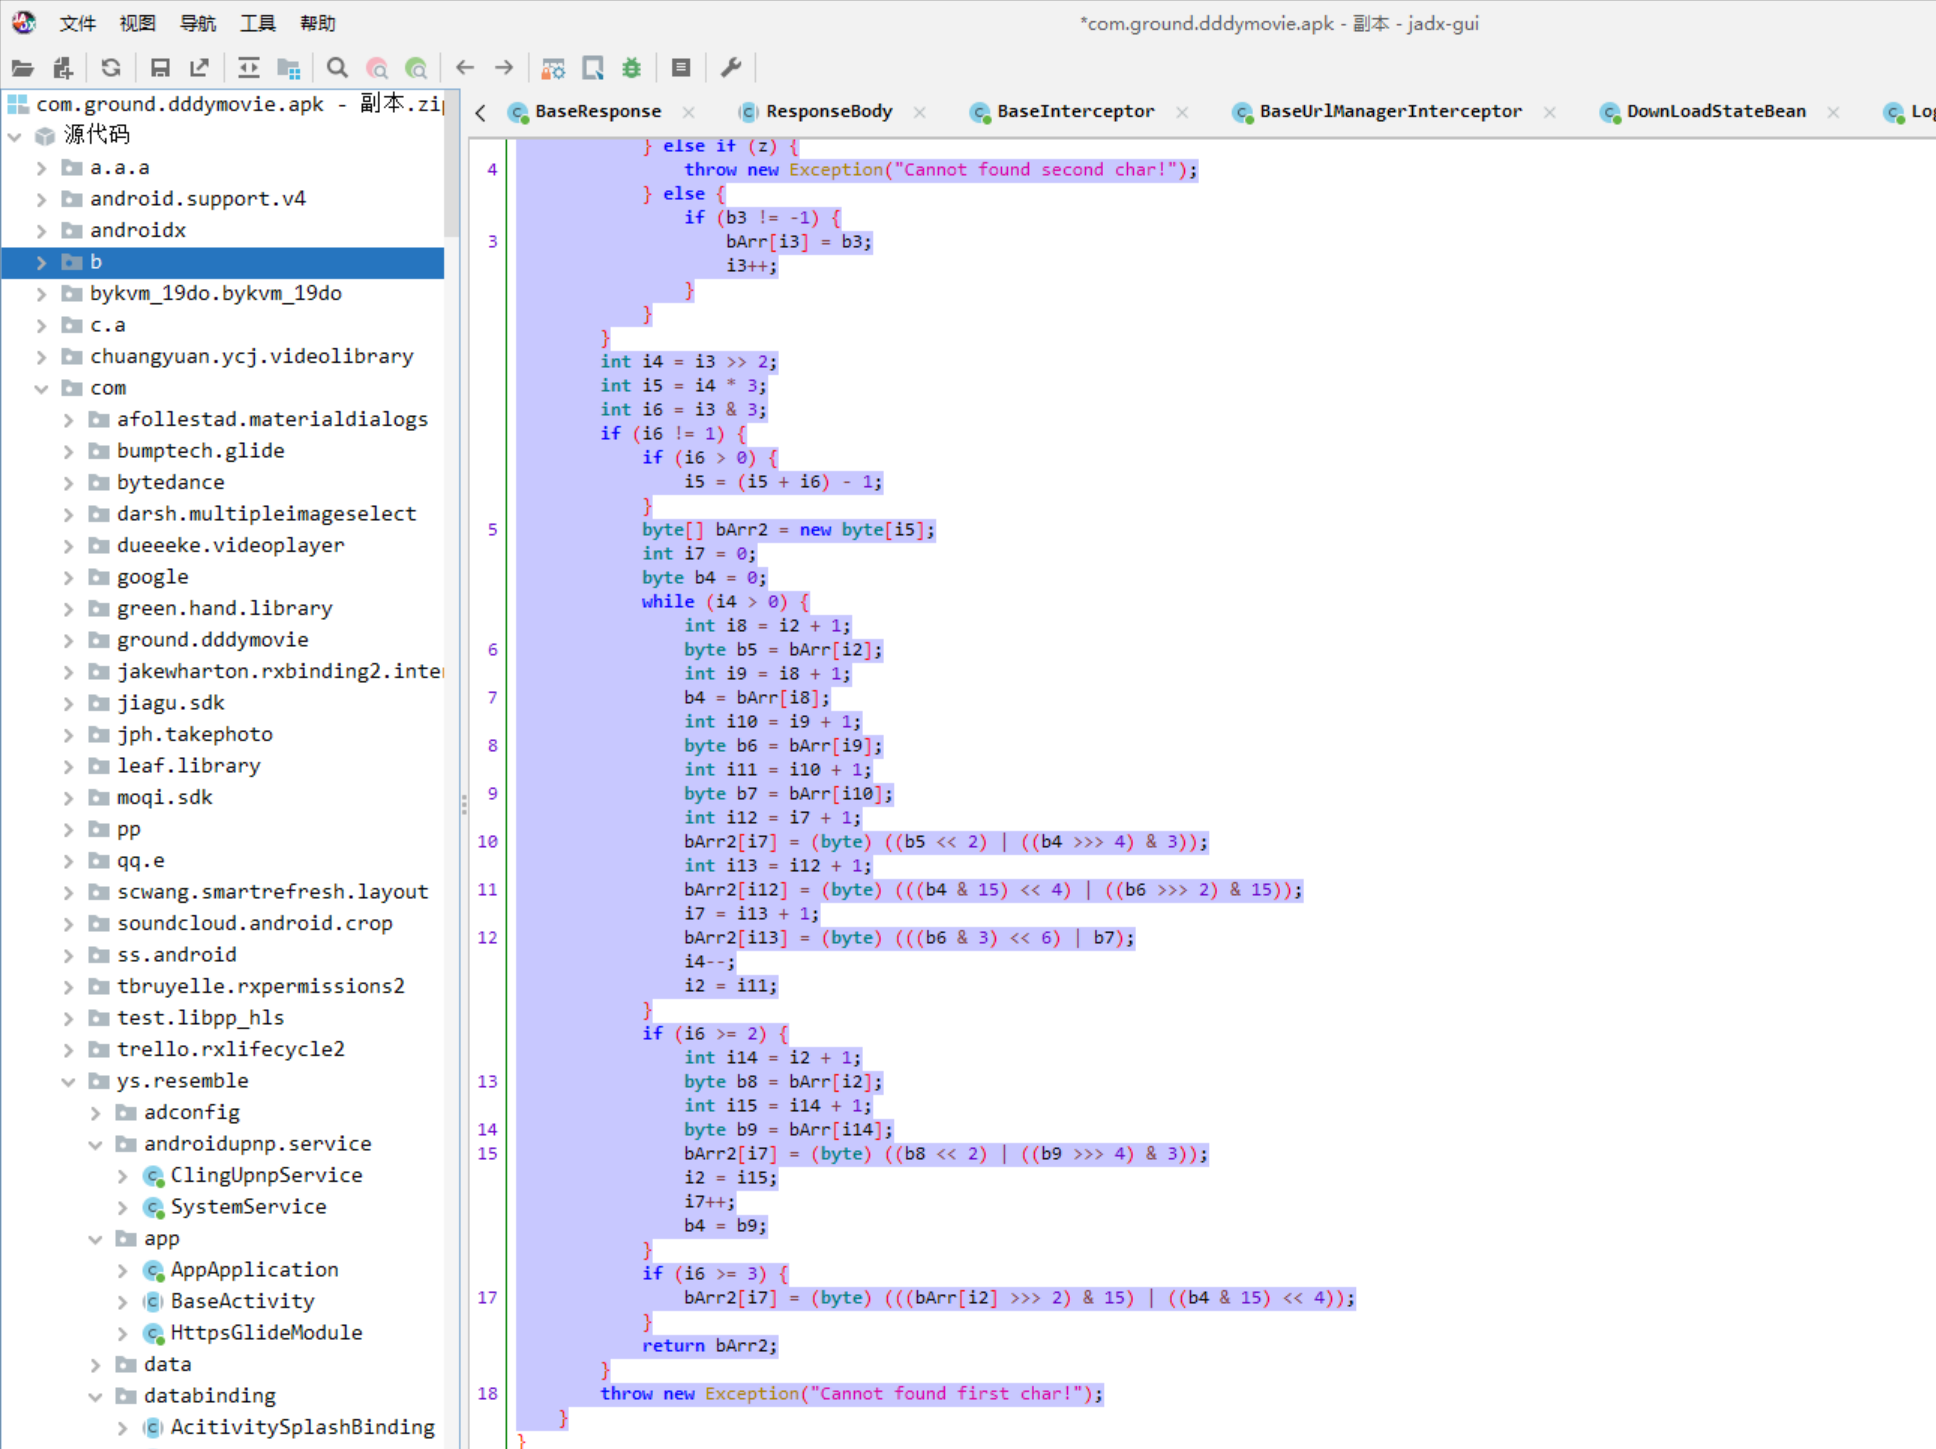 文件 视图 导航 工具 帮助
*com.ground.dddymovie.apk - 副本 - jadx-gui
com.ground.dddymovie.apk - 副本.zip
源代码
a.a.a
android.support.v4
androidx
b
bykvm_19do.bykvm_19do
c.a
chuangyuan.ycj.videolibrary
com
afollestad.materialdialogs
bumptech.glide
bytedance
darsh.multipleimageselect
dueeeke.videoplayer
google
green.hand.library
ground.dddymovie
jakewharton.rxbinding2.inter
jiagu.sdk
jph.takephoto
leaf.library
moqi.sdk
pp
qq.e
scwang.smartrefresh.layout
soundcloud.android.crop
ss.android
tbruyelle.rxpermissions2
test.libpp_hls
trello.rxlifecycle2
ys.resemble
adconfig
androidupnp.service
ClingUpnpService
SystemService
app
AppApplication
BaseActivity
HttpsGlideModule
data
databinding
AcitivitySplashBinding
BaseResponse ResponseBody BaseInterceptor BaseUrlManagerInterceptor DownLoadStateBean Log
} else if (z) {
4 throw new Exception("Cannot found second char!");
} else {
if (b3 != -1) {
3 bArr[i3] = b3;
i3++;
}
}
}
int i4 = i3 >> 2;
int i5 = i4 * 3;
int i6 = i3 & 3;
if (i6 != 1) {
if (i6 > 0) {
i5 = (i5 + i6) - 1;
}
5 byte[] bArr2 = new byte[i5];
int i7 = 0;
byte b4 = 0;
while (i4 > 0) {
int i8 = i2 + 1;
6 byte b5 = bArr[i2];
int i9 = i8 + 1;
7 b4 = bArr[i8];
int i10 = i9 + 1;
8 byte b6 = bArr[i9];
int i11 = i10 + 1;
9 byte b7 = bArr[i10];
int i12 = i7 + 1;
10 bArr2[i7] = (byte) ((b5 << 2) | ((b4 >>> 4) & 3));
int i13 = i12 + 1;
11 bArr2[i12] = (byte) (((b4 & 15) << 4) | ((b6 >>> 2) & 15));
i7 = i13 + 1;
12 bArr2[i13] = (byte) (((b6 & 3) << 6) | b7);
i4--;
i2 = i11;
}
if (i6 >= 2) {
int i14 = i2 + 1;
13 byte b8 = bArr[i2];
int i15 = i14 + 1;
14 byte b9 = bArr[i14];
15 bArr2[i7] = (byte) ((b8 << 2) | ((b9 >>> 4) & 3));
i2 = i15;
i7++;
b4 = b9;
}
if (i6 >= 3) {
17 bArr2[i7] = (byte) (((bArr[i2] >>> 2) & 15) | ((b4 & 15) << 4));
}
return bArr2;
}
18 throw new Exception("Cannot found first char!");
}
}